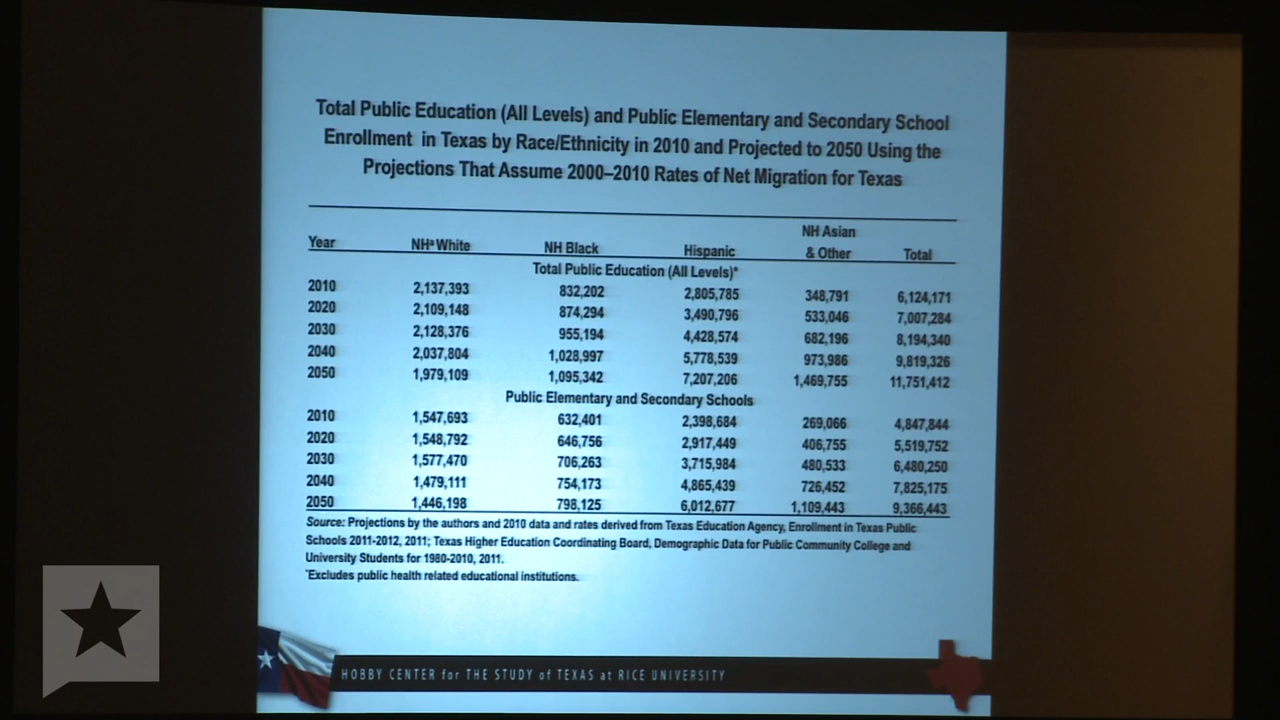 Total Public Education (All Levels) and Public Elementary and Secondary School
Enrollment in Texas by Race/Ethnicity in 2010 and Projected to 2050 Using the
Projections That Assume 2000–2010 Rates of Net Migration for Texas
Year NHª White NH Black Hispanic NH Asian & Other Total
Total Public Education (All Levels)*
2010 2,137,393 832,202 2,805,785 348,791 6,124,171
2020 2,109,148 874,294 3,490,796 533,046 7,007,284
2030 2,128,376 955,194 4,428,574 682,196 8,194,340
2040 2,037,804 1,028,997 5,778,539 973,986 9,819,326
2050 1,979,109 1,095,342 7,207,206 1,469,755 11,751,412
Public Elementary and Secondary Schools
2010 1,547,693 632,401 2,398,684 269,066 4,847,844
2020 1,548,792 646,756 2,917,449 406,755 5,519,752
2030 1,577,470 706,263 3,715,984 480,533 6,480,250
2040 1,479,111 754,173 4,865,439 726,452 7,825,175
2050 1,446,198 798,125 6,012,677 1,109,443 9,366,443
Source: Projections by the authors and 2010 data and rates derived from Texas Education Agency, Enrollment in Texas Public
Schools 2011-2012, 2011; Texas Higher Education Coordinating Board, Demographic Data for Public Community College and
University Students for 1980-2010, 2011.
*Excludes public health related educational institutions.
HOBBY CENTER for THE STUDY of TEXAS at RICE UNIVERSITY